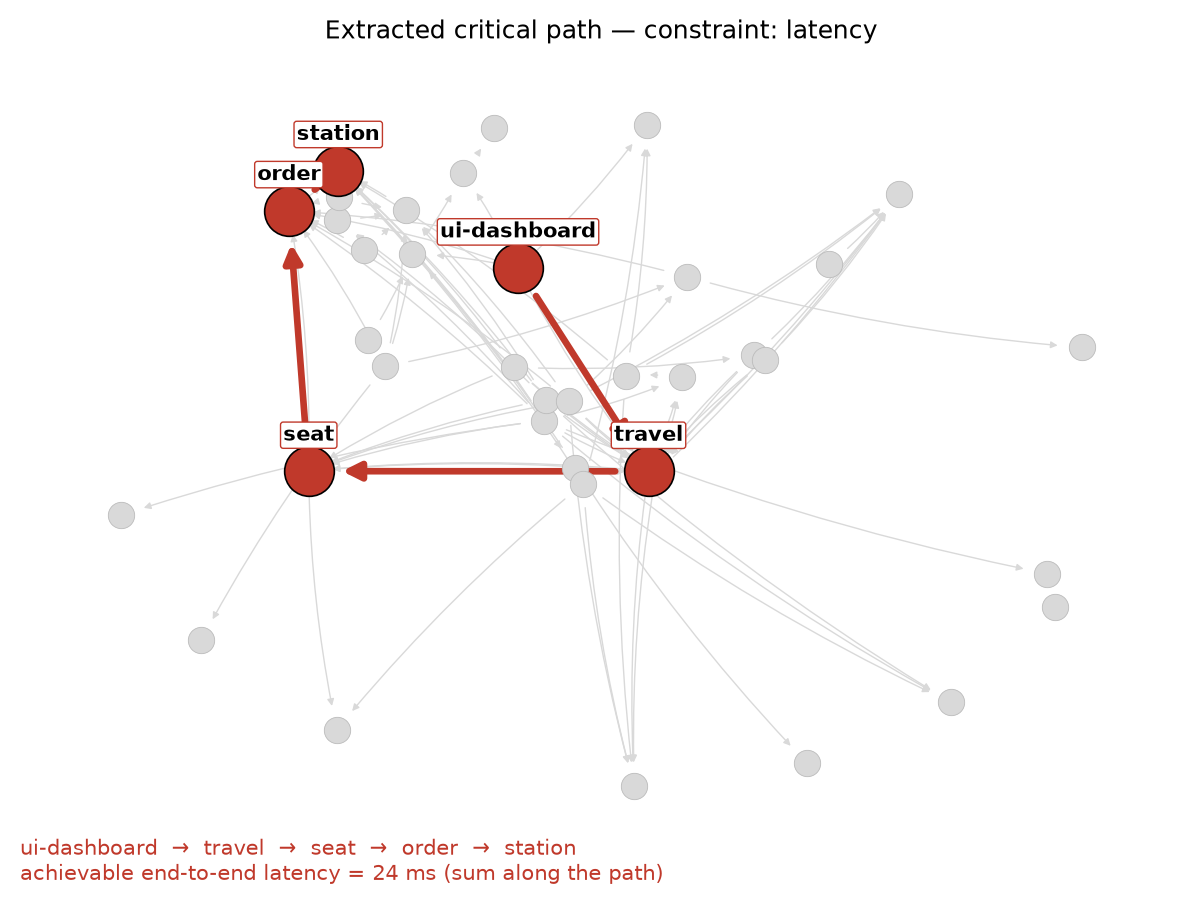 Extracted critical path — constraint: latency
station
order
ui-dashboard
seat
travel
ui-dashboard → travel → seat → order → station
achievable end-to-end latency = 24 ms (sum along the path)